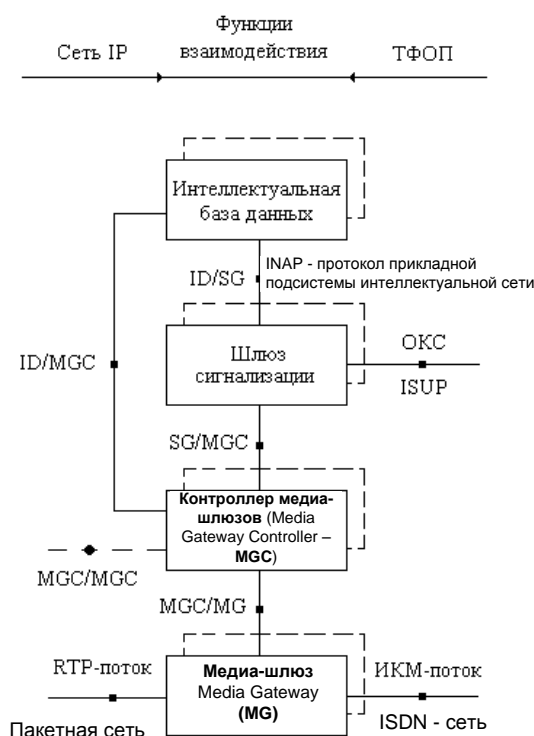 Функции
взаимодействия
Сеть IP
ТФОП
Интеллектуальная
база данных
INAP - протокол прикладной
подсистемы интеллектуальной сети
ID/SG
Шлюз
сигнализации
ОКС
ISUP
ID/MGC
SG/MGC
Контроллер медиа-
шлюзов (Media
Gateway Controller –
MGC)
MGC/MGC
MGC/MG
RTP-поток
Медиа-шлюз
Media Gateway
(MG)
ИКМ-поток
Пакетная сеть
ISDN - сеть